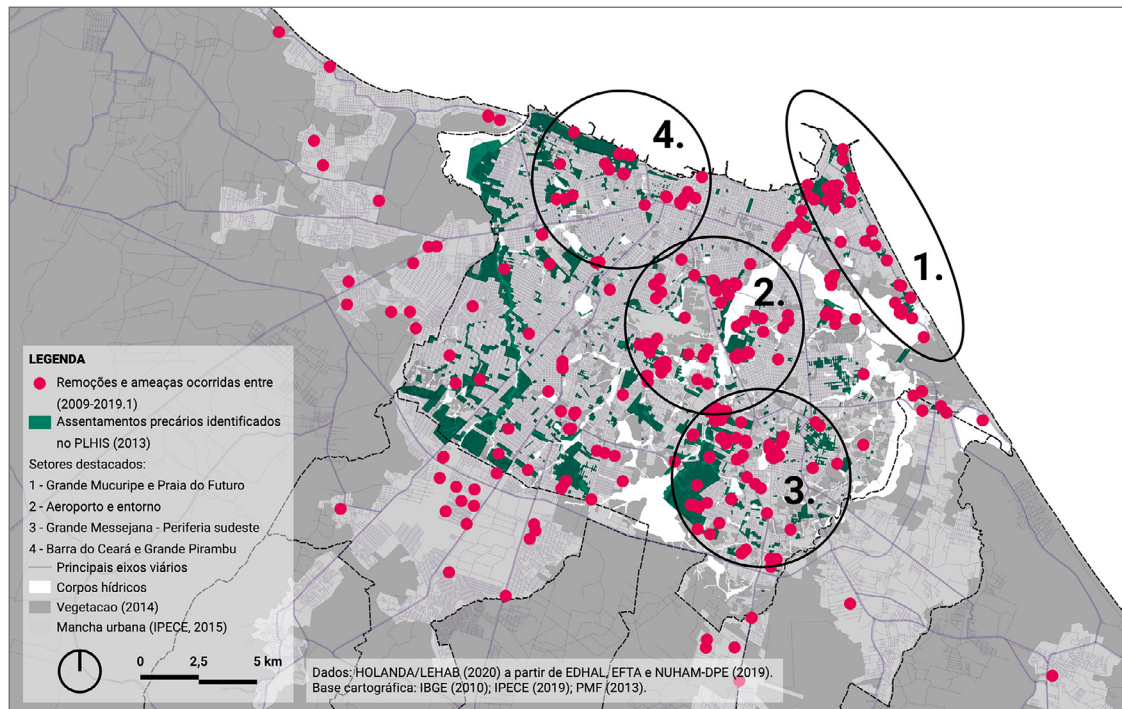 4.
1.
2.
3.
LEGENDA
Remoções e ameaças ocorridas entre
(2009-2019.1)
Assentamentos precários identificados
no PLHIS (2013)
Setores destacados:
1 - Grande Mucuripe e Praia do Futuro
2 - Aeroporto e entorno
3 - Grande Messejana - Periferia sudeste
4 - Barra do Ceará e Grande Pirambu
Principais eixos viários
Corpos hídricos
Vegetacao (2014)
Mancha urbana (IPECE, 2015)
0 2,5 5 km
Dados: HOLANDA/LEHAB (2020) a partir de EDHAL/EFTA e NUHAM-DPE (2019).
Base cartográfica: IBGE (2010); IPECE (2019); PMF (2013).